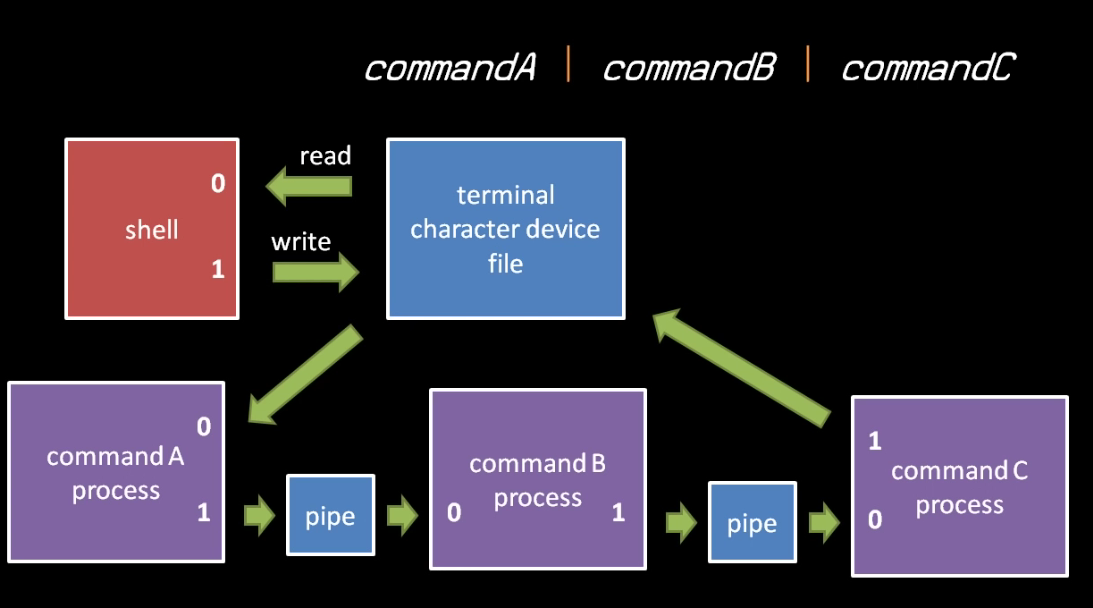 commandA | commandB | commandC
read
0
shell
write
1
terminal
character device
file
0
command A
process
1
pipe
command B
process
0
1
pipe
1
command C
process
0